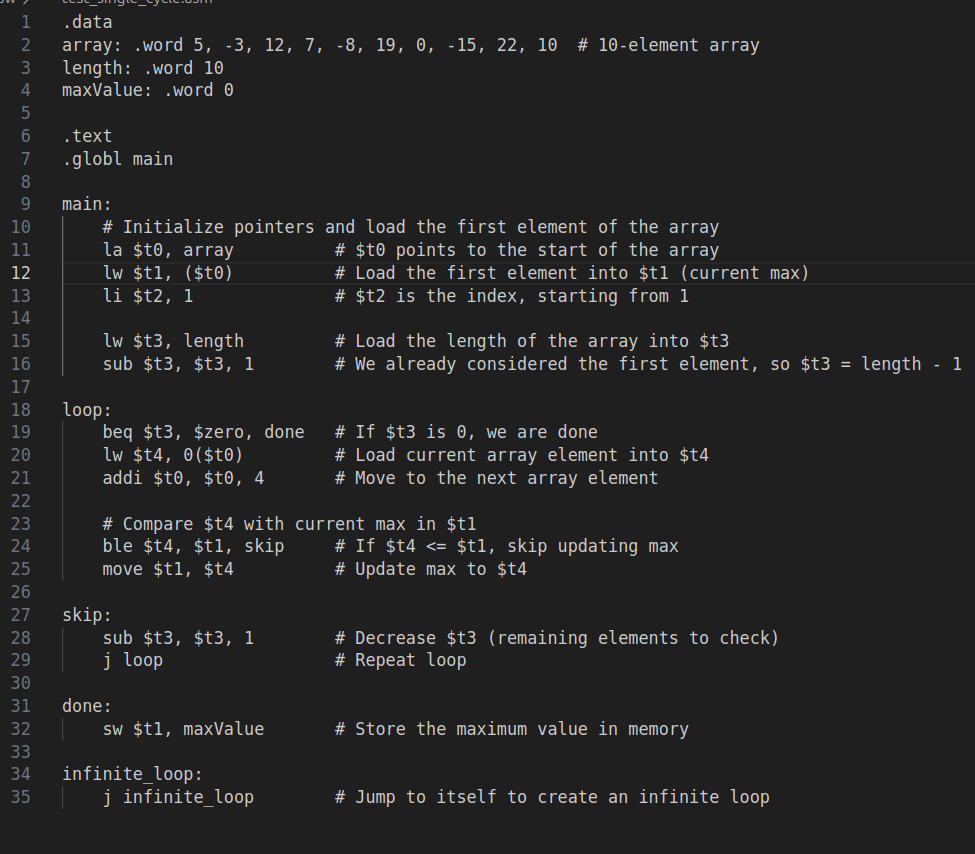 test_single_cycle.asm
1 .data
2 array: .word 5, -3, 12, 7, -8, 19, 0, -15, 22, 10  # 10-element array
3 length: .word 10
4 maxValue: .word 0
5
6 .text
7 .globl main
8
9 main:
10     # Initialize pointers and load the first element of the array
11     la $t0, array          # $t0 points to the start of the array
12     lw $t1, ($t0)          # Load the first element into $t1 (current max)
13     li $t2, 1              # $t2 is the index, starting from 1
14
15     lw $t3, length         # Load the length of the array into $t3
16     sub $t3, $t3, 1        # We already considered the first element, so $t3 = length - 1
17
18 loop:
19     beq $t3, $zero, done   # If $t3 is 0, we are done
20     lw $t4, 0($t0)         # Load current array element into $t4
21     addi $t0, $t0, 4       # Move to the next array element
22
23     # Compare $t4 with current max in $t1
24     ble $t4, $t1, skip     # If $t4 <= $t1, skip updating max
25     move $t1, $t4          # Update max to $t4
26
27 skip:
28     sub $t3, $t3, 1        # Decrease $t3 (remaining elements to check)
29     j loop                 # Repeat loop
30
31 done:
32     sw $t1, maxValue       # Store the maximum value in memory
33
34 infinite_loop:
35     j infinite_loop        # Jump to itself to create an infinite loop